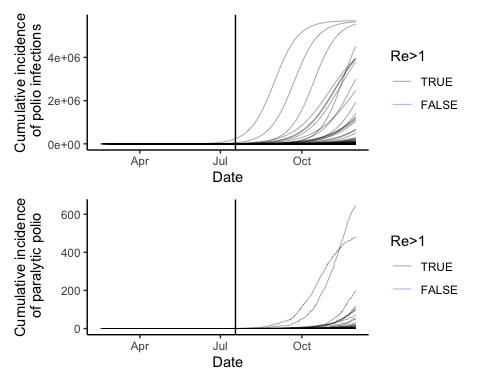 Cumulative incidence
of polio infections
4e+06
2e+06
0e+00
Apr
Jul
Oct
Date
Re>1
TRUE
FALSE
Cumulative incidence
of paralytic polio
600
400
200
0
Apr
Jul
Oct
Date
Re>1
TRUE
FALSE